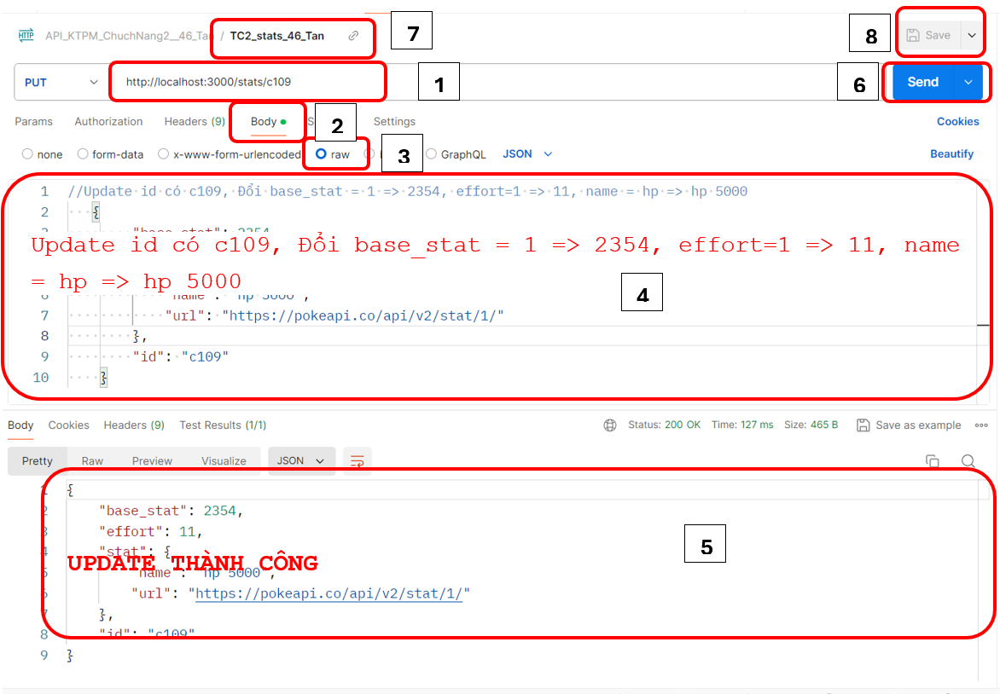 HTTP API_KTPM_ChucNang2__46_Tan / TC2_stats_46_Tan 7 8 Save
PUT http://localhost:3000/stats/c109 1 6 Send
Params Authorization Headers (9) Body 2 Settings Cookies
none form-data x-www-form-urlencoded raw 3 GraphQL JSON Beautify
1 //Update id có c109, Đổi base_stat = 1 => 2354, effort=1 => 11, name = hp => hp 5000
2 {
"base_stat": 2354
Update id có c109, Đổi base_stat = 1 => 2354, effort=1 => 11, name
= hp => hp 5000
4
6 "name": "hp 5000",
7 "url": "https://pokeapi.co/api/v2/stat/1/"
8 },
9 "id": "c109"
10 }
Body Cookies Headers (9) Test Results (1/1) Status: 200 OK Time: 127 ms Size: 465 B Save as example
Pretty Raw Preview Visualize JSON
1 {
2 "base_stat": 2354,
3 "effort": 11,
5
4 "stat": {
UPDATE THÀNH CÔNG
5 "name": "hp 5000",
6 "url": "https://pokeapi.co/api/v2/stat/1/"
7 },
8 "id": "c109"
9 }